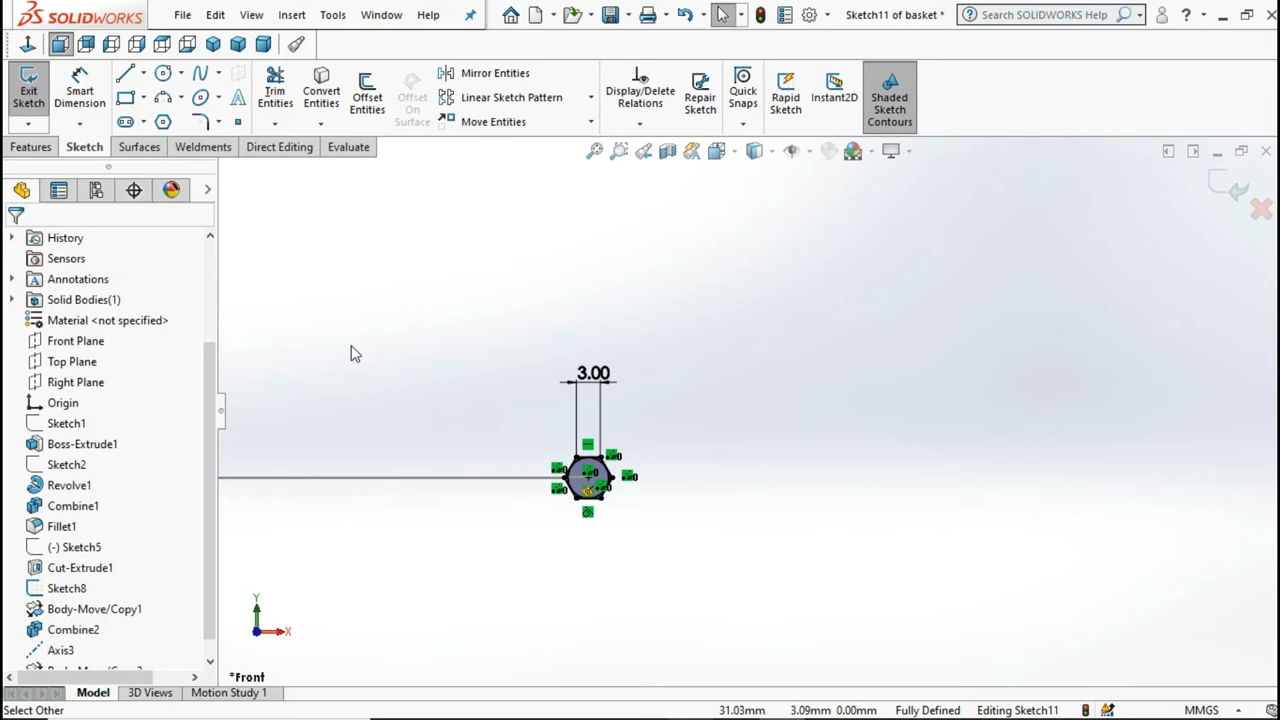 SOLIDWORKS File Edit View Insert Tools Window Help Sketch11 of basket * Search SOLIDWORKS Help ?
Exit Sketch
Smart Dimension
Trim Entities
Convert Entities
Offset Entities
Offset On Surface
Mirror Entities
Linear Sketch Pattern
Move Entities
Display/Delete Relations
Repair Sketch
Quick Snaps
Rapid Sketch
Instant2D
Shaded Sketch Contours
Features Sketch Surfaces Weldments Direct Editing Evaluate
History
Sensors
Annotations
Solid Bodies(1)
Material <not specified>
Front Plane
Top Plane
Right Plane
Origin
Sketch1
Boss-Extrude1
Sketch2
Revolve1
Combine1
Fillet1
(-) Sketch5
Cut-Extrude1
Sketch8
Body-Move/Copy1
Combine2
Axis3
3.00
Y
X
*Front
Model 3D Views Motion Study 1
Select Other 31.03mm 3.09mm 0.00mm Fully Defined Editing Sketch11 MMGS